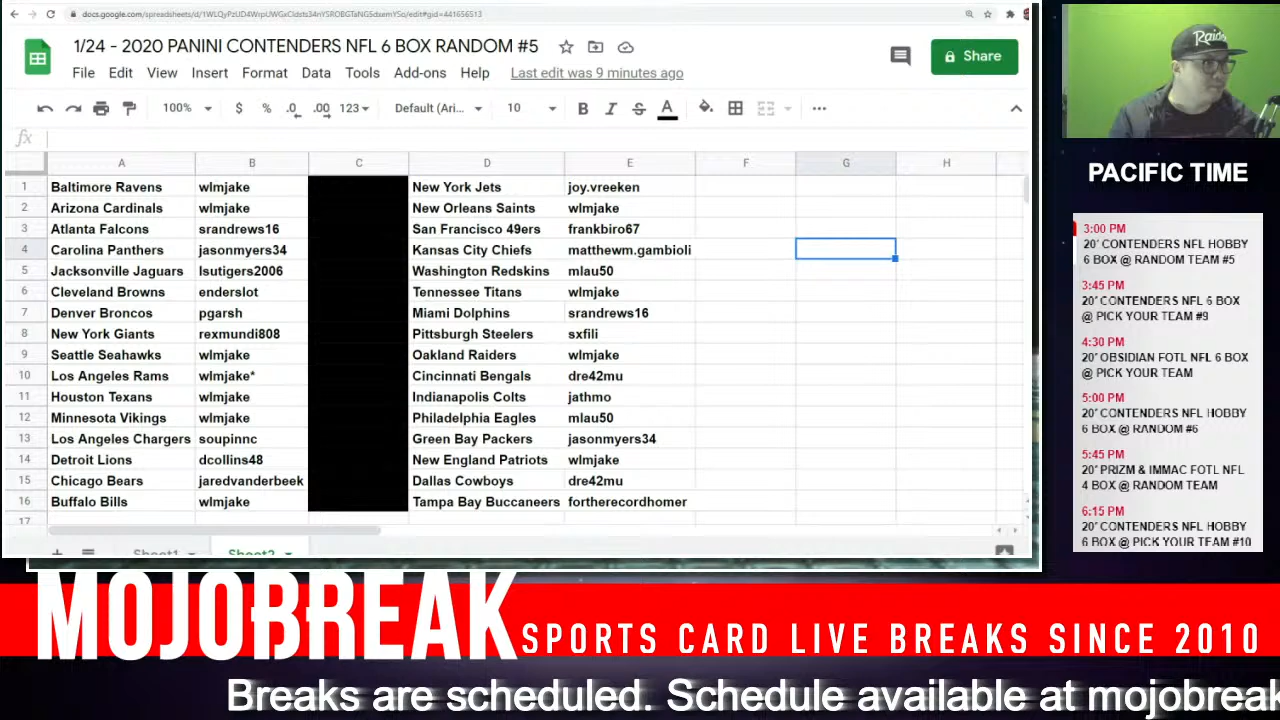 1/24 - 2020 PANINI CONTENDERS NFL 6 BOX RANDOM #5
File Edit View Insert Format Data Tools Add-ons Help Last edit was 9 minutes ago
Share
100% $ % .0 .00 123 Default (Ari... 10 B I S A
fx
A B C D E F G H
1 Baltimore Ravens wlmjake New York Jets joy.vreeken
2 Arizona Cardinals wlmjake New Orleans Saints wlmjake
3 Atlanta Falcons srandrews16 San Francisco 49ers frankbiro67
4 Carolina Panthers jasonmyers34 Kansas City Chiefs matthewm.gambioli
5 Jacksonville Jaguars lsutigers2006 Washington Redskins mlau50
6 Cleveland Browns enderslot Tennessee Titans wlmjake
7 Denver Broncos pgarsh Miami Dolphins srandrews16
8 New York Giants rexmundi808 Pittsburgh Steelers sxfili
9 Seattle Seahawks wlmjake Oakland Raiders wlmjake
10 Los Angeles Rams wlmjake* Cincinnati Bengals dre42mu
11 Houston Texans wlmjake Indianapolis Colts jathmo
12 Minnesota Vikings wlmjake Philadelphia Eagles mlau50
13 Los Angeles Chargers soupinnc Green Bay Packers jasonmyers34
14 Detroit Lions dcollins48 New England Patriots wlmjake
15 Chicago Bears jaredvanderbeek Dallas Cowboys dre42mu
16 Buffalo Bills wlmjake Tampa Bay Buccaneers fortherecordhomer
17
Sheet1 Sheet2
Raiders
PACIFIC TIME
3:00 PM
20' CONTENDERS NFL HOBBY
6 BOX @ RANDOM TEAM #5
3:45 PM
20' CONTENDERS NFL 6 BOX
@ PICK YOUR TEAM #9
4:30 PM
20' OBSIDIAN FOTL NFL 6 BOX
@ PICK YOUR TEAM
5:00 PM
20' CONTENDERS NFL HOBBY
6 BOX @ RANDOM #6
5:45 PM
20' PRIZM & IMMAC FOTL NFL
4 BOX @ RANDOM TEAM
6:15 PM
20' CONTENDERS NFL HOBBY
6 BOX @ PICK YOUR TEAM #10
MOJOBREAK
SPORTS CARD LIVE BREAKS SINCE 2010
Breaks are scheduled. Schedule available at mojobreak